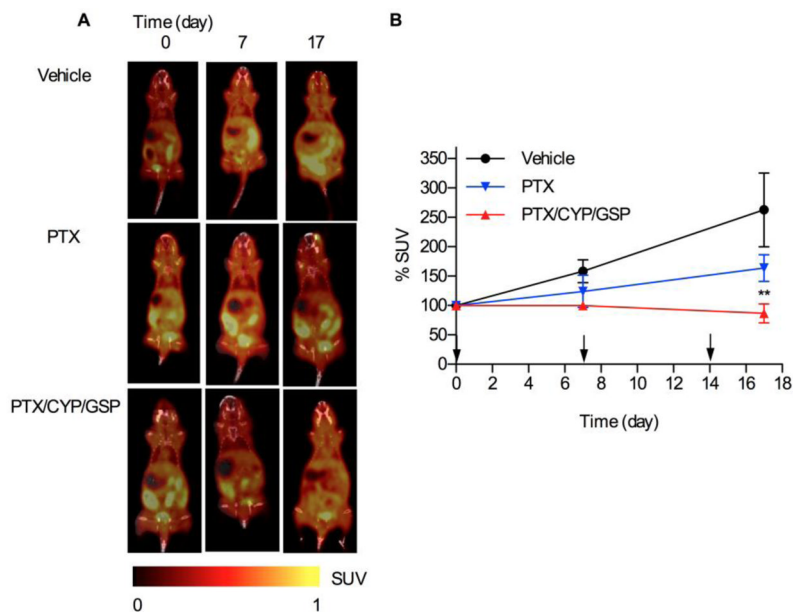 A
Time (day)
0 7 17
Vehicle
PTX
PTX/CYP/GSP
SUV
0 1
B
350
300
250
200
150
100
50
0
% SUV
Vehicle
PTX
PTX/CYP/GSP
**
0 2 4 6 8 10 12 14 16 18
Time (day)